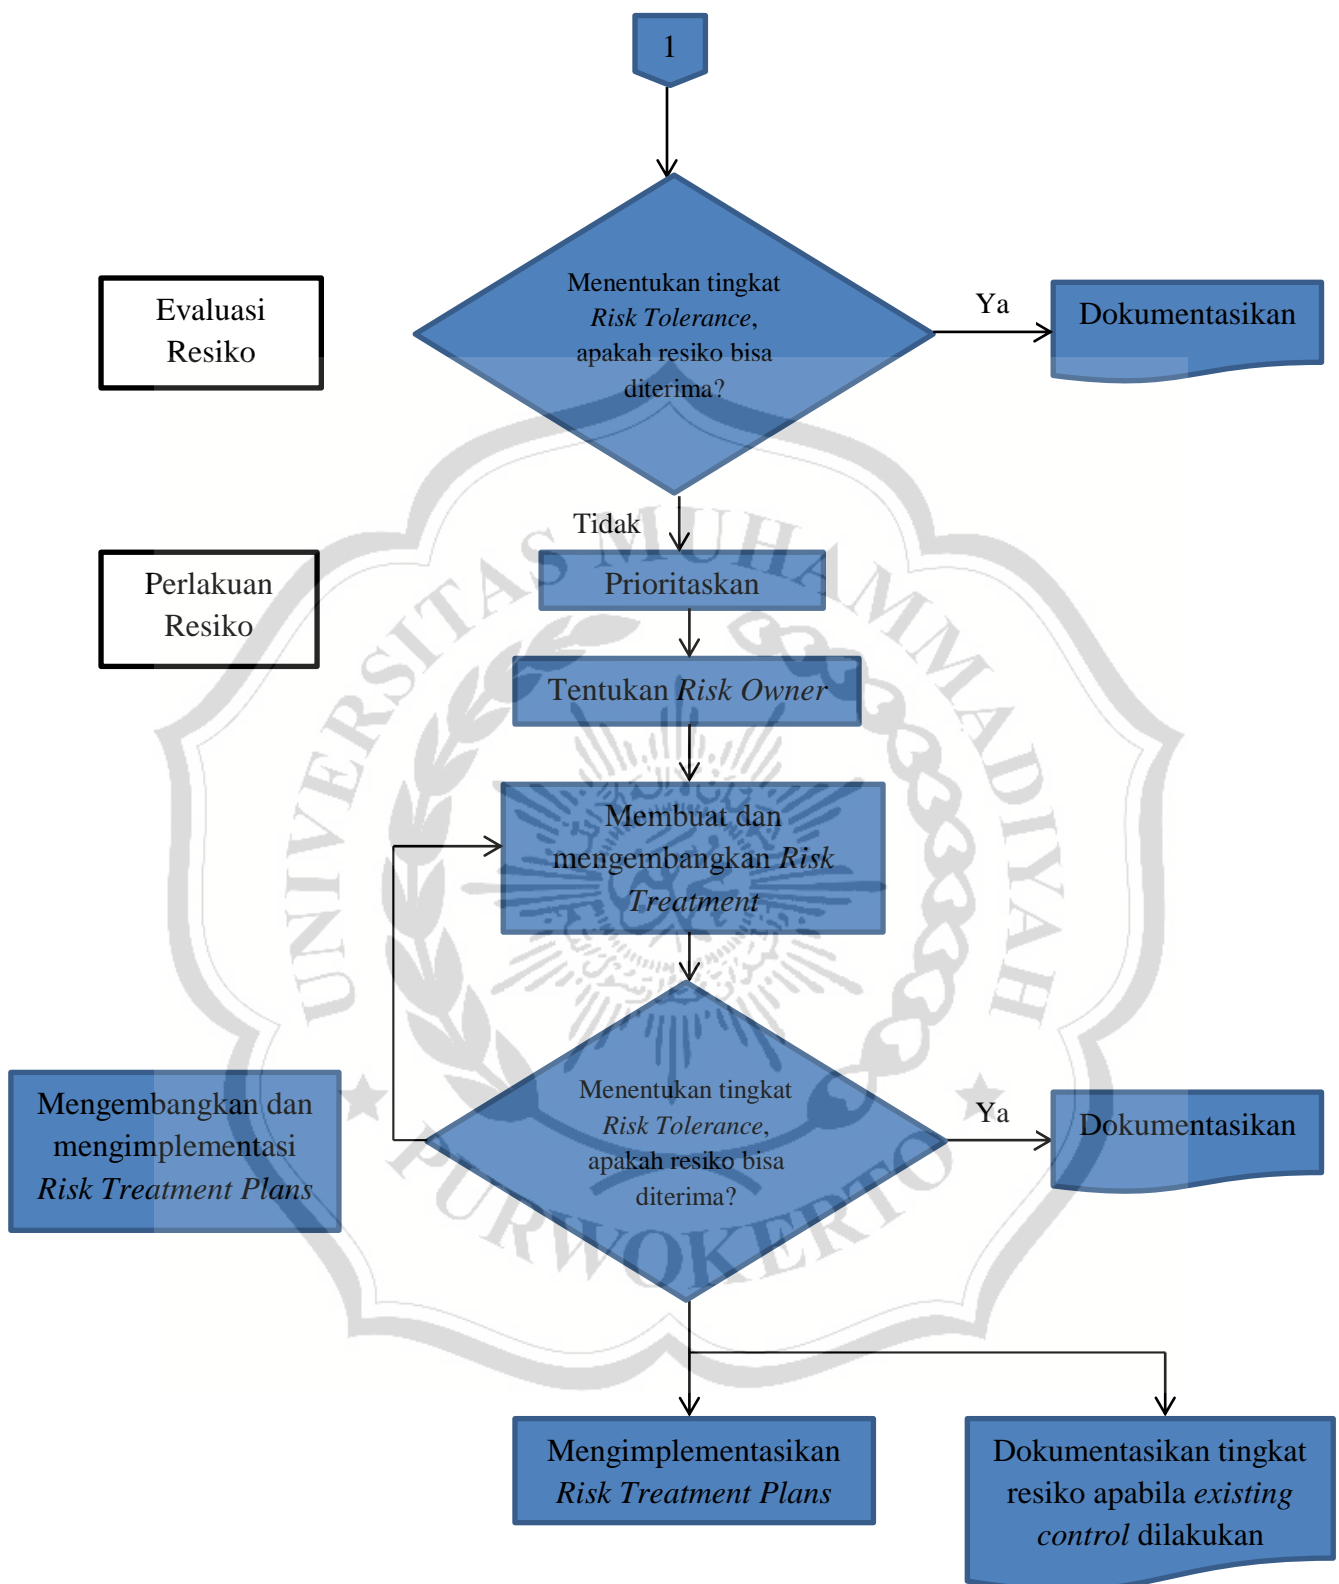 1
Menentukan tingkat
Risk Tolerance,
apakah resiko bisa
diterima?
Evaluasi
Resiko
Ya
Dokumentasikan
Tidak
Perlakuan
Resiko
Prioritaskan
Tentukan Risk Owner
Membuat dan
mengembangkan Risk
Treatment
Mengembangkan dan
mengimplementasi
Risk Treatment Plans
Menentukan tingkat
Risk Tolerance,
apakah resiko bisa
diterima?
Ya
Dokumentasikan
Mengimplementasikan
Risk Treatment Plans
Dokumentasikan tingkat
resiko apabila existing
control dilakukan
UNIVERSITAS MUHAMMADIYAH
PURWOKERTO